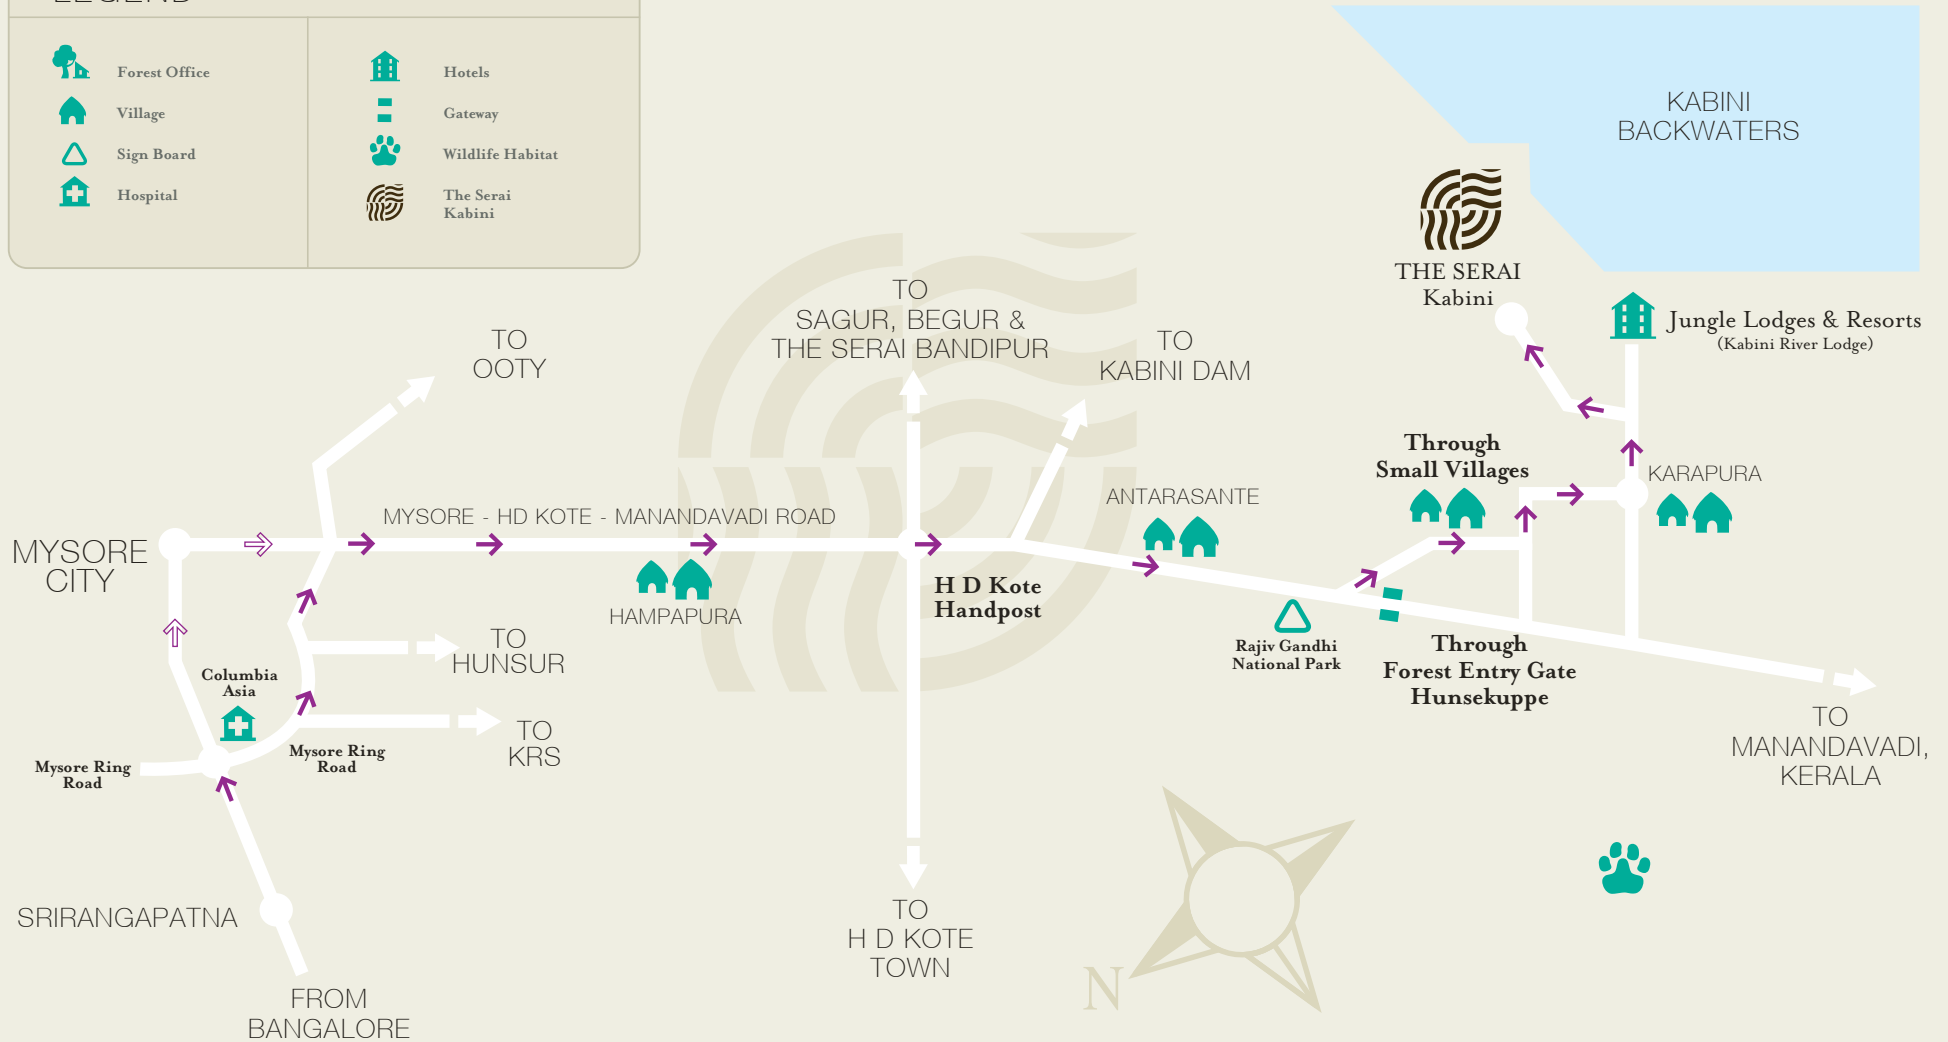 LEGEND
Forest Office
Village
Sign Board
Hospital
Hotels
Gateway
Wildlife Habitat
The Serai
Kabini
KABINI
BACKWATERS
THE SERAI
Kabini
Jungle Lodges & Resorts
(Kabini River Lodge)
TO
OOTY
TO
SAGUR, BEGUR &
THE SERAI BANDIPUR
TO
KABINI DAM
Through
Small Villages
KARAPURA
ANTARASANTE
MYSORE - HD KOTE - MANANDAVADI ROAD
MYSORE
CITY
HAMPAPURA
H D Kote
Handpost
Rajiv Gandhi
National Park
Through
Forest Entry Gate
Hunsekuppe
TO
HUNSUR
Columbia
Asia
TO
KRS
Mysore Ring
Road
Mysore Ring
Road
TO
MANANDAVADI,
KERALA
SRIRANGAPATNA
TO
H D KOTE
TOWN
N
FROM
BANGALORE